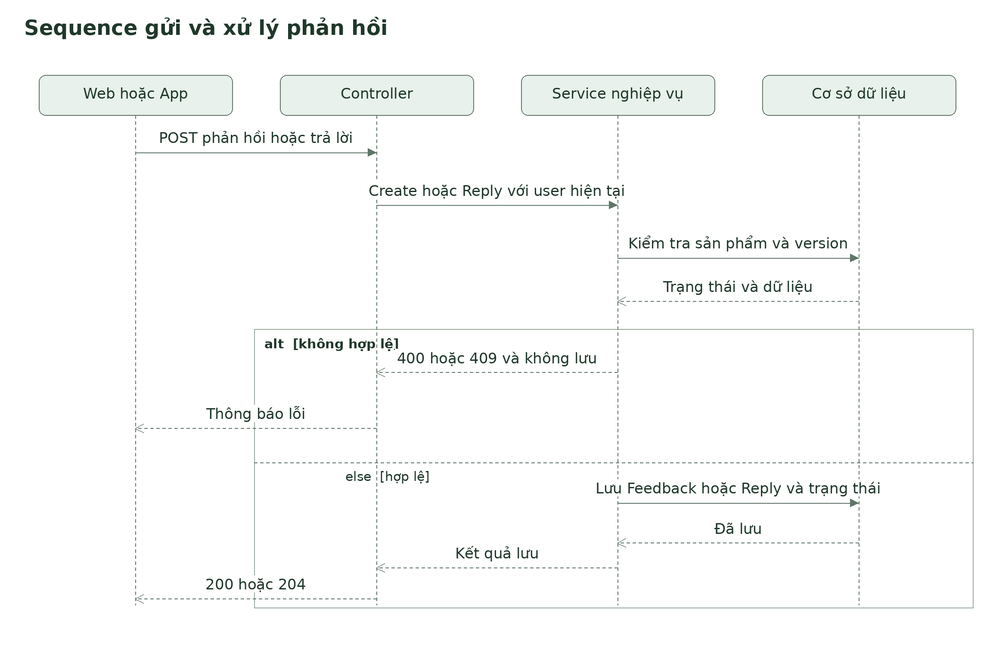 Sequence gửi và xử lý phản hồi
Web hoặc App
Controller
Service nghiệp vụ
Cơ sở dữ liệu
POST phản hồi hoặc trả lời
Create hoặc Reply với user hiện tại
Kiểm tra sản phẩm và version
Trạng thái và dữ liệu
alt [không hợp lệ]
400 hoặc 409 và không lưu
Thông báo lỗi
else [hợp lệ]
Lưu Feedback hoặc Reply và trạng thái
Đã lưu
Kết quả lưu
200 hoặc 204